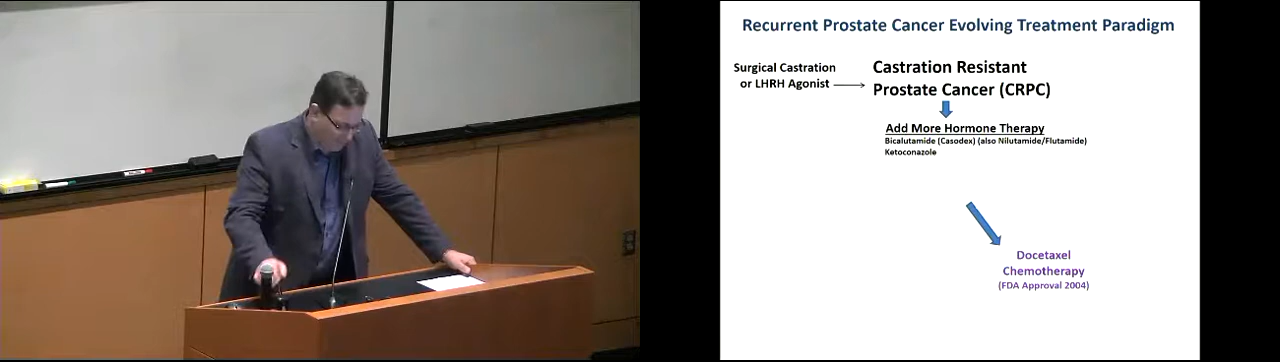 Recurrent Prostate Cancer Evolving Treatment Paradigm
Surgical Castration
or LHRH Agonist
Castration Resistant
Prostate Cancer (CRPC)
Add More Hormone Therapy
Bicalutamide (Casodex) (also Nilutamide/Flutamide)
Ketoconazole
Docetaxel
Chemotherapy
(FDA Approval 2004)